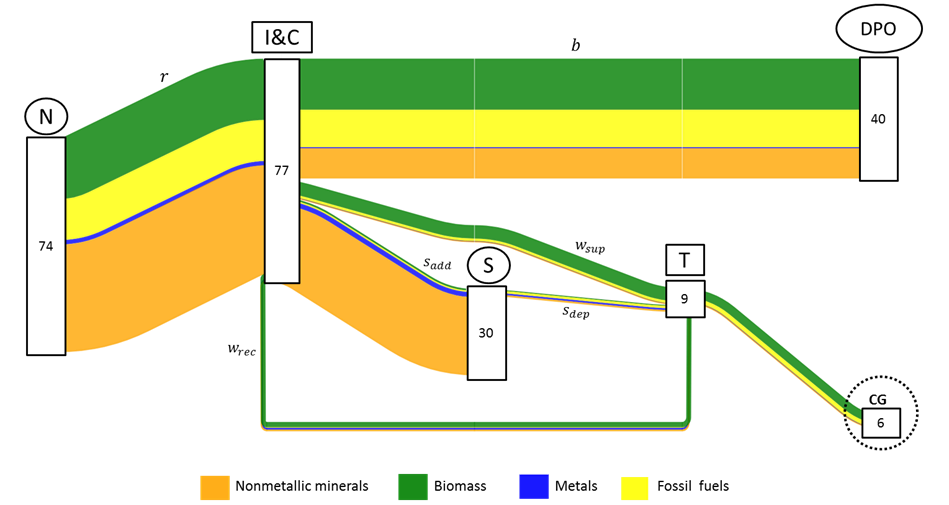 DPO
I&C
b
r
N
40
77
74
w_sup
s_add
S
T
9
s_dep
30
w_rec
CG
6
Nonmetallic minerals
Biomass
Metals
Fossil fuels